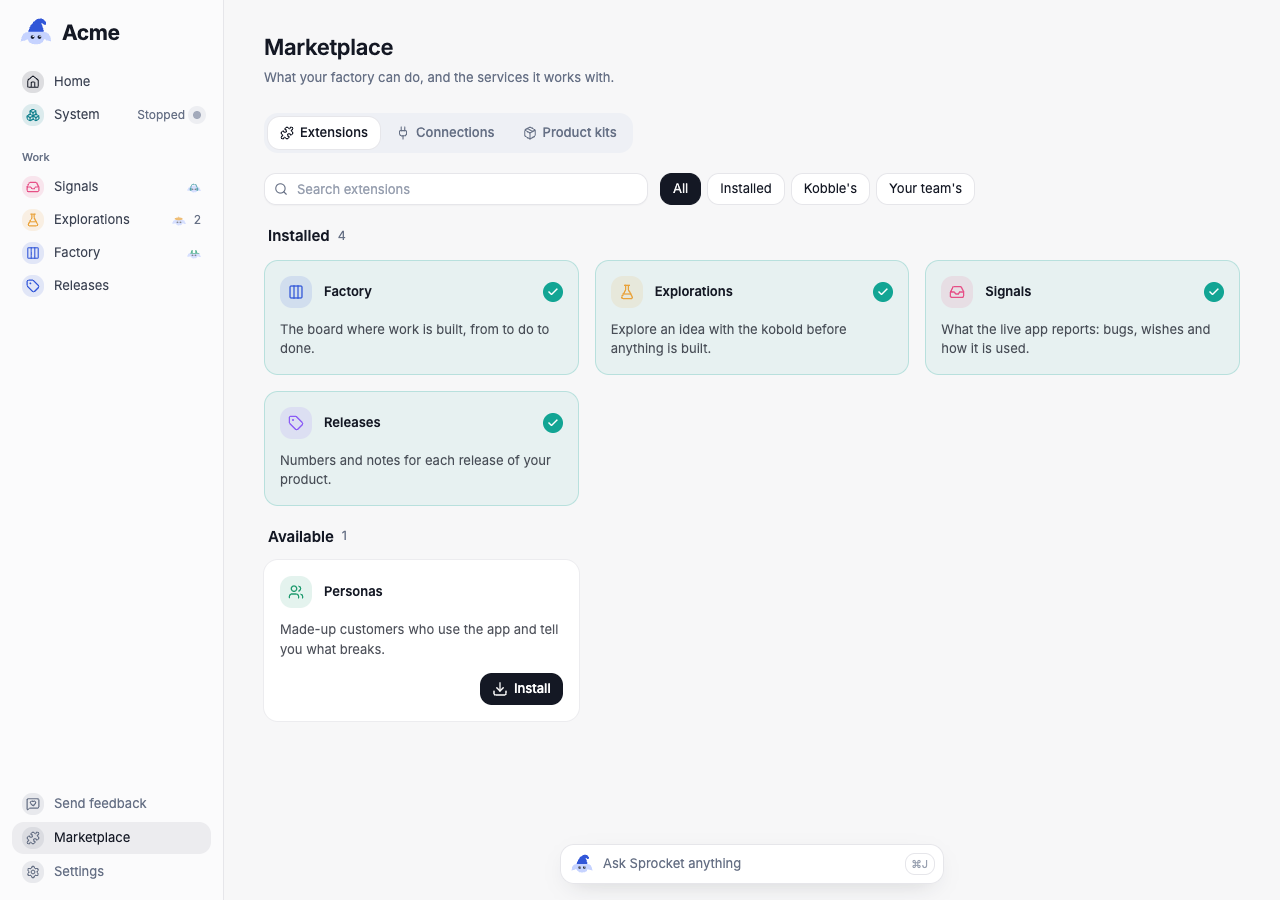 Acme
Home
System
Stopped
Work
Signals
Explorations
2
Factory
Releases
Send feedback
Marketplace
Settings
Marketplace
What your factory can do, and the services it works with.
Extensions
Connections
Product kits
Search extensions
All
Installed
Kobble's
Your team's
Installed 4
Factory
The board where work is built, from to do to
done.
Explorations
Explore an idea with the kobold before
anything is built.
Signals
What the live app reports: bugs, wishes and
how it is used.
Releases
Numbers and notes for each release of your
product.
Available 1
Personas
Made-up customers who use the app and tell
you what breaks.
Install
Ask Sprocket anything
⌘J